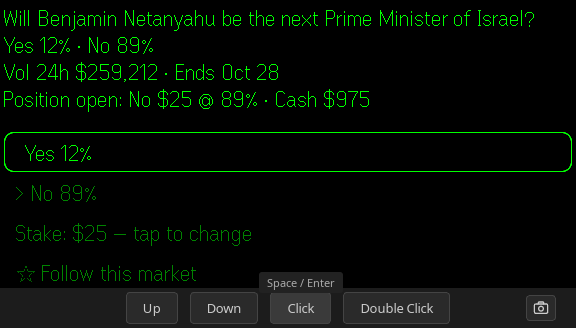 Will Benjamin Netanyahu be the next Prime Minister of Israel?
Yes 12% · No 89%
Vol 24h $259,212 · Ends Oct 28
Position open: No $25 @ 89% · Cash $975
Yes 12%
> No 89%
Stake: $25 — tap to change
☆ Follow this market
Space / Enter
Up
Down
Click
Double Click